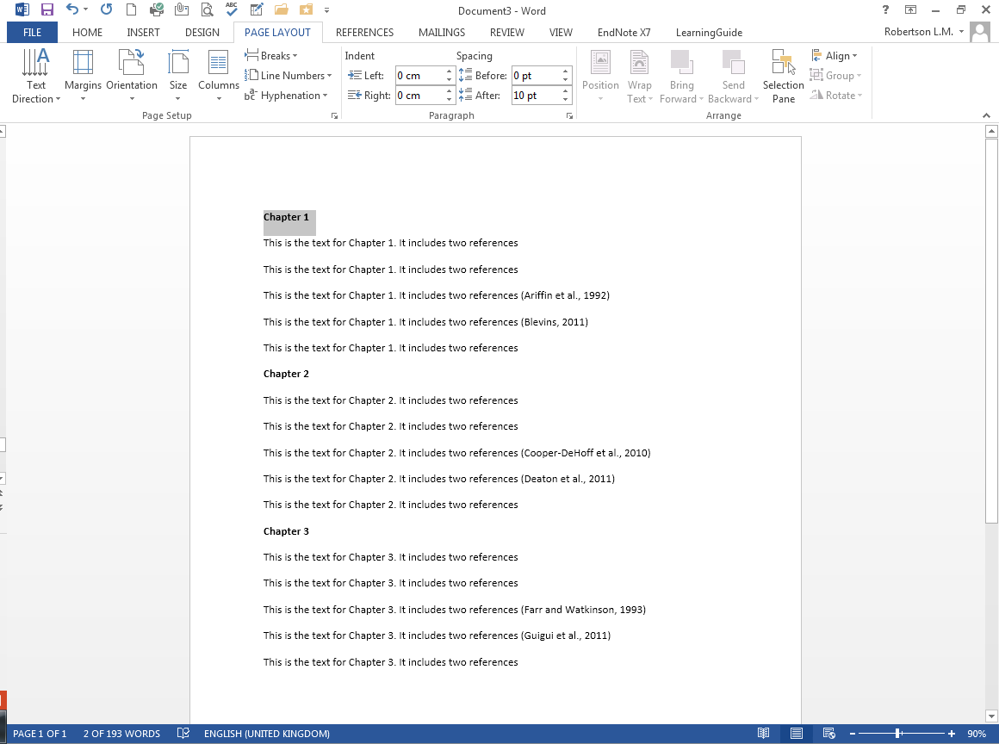 ABC
Document3 - Word
?
FILE HOME INSERT DESIGN PAGE LAYOUT REFERENCES MAILINGS REVIEW VIEW EndNote X7 LearningGuide Robertson L.M.
Text Direction
Margins
Orientation
Size
Columns
Breaks
Line Numbers
Hyphenation
Page Setup
Indent
Left: 0 cm
Right: 0 cm
Spacing
Before: 0 pt
After: 10 pt
Paragraph
Position
Wrap Text
Bring Forward
Send Backward
Selection Pane
Align
Group
Rotate
Arrange
Chapter 1
This is the text for Chapter 1. It includes two references
This is the text for Chapter 1. It includes two references
This is the text for Chapter 1. It includes two references (Ariffin et al., 1992)
This is the text for Chapter 1. It includes two references (Blevins, 2011)
This is the text for Chapter 1. It includes two references
Chapter 2
This is the text for Chapter 2. It includes two references
This is the text for Chapter 2. It includes two references
This is the text for Chapter 2. It includes two references (Cooper-DeHoff et al., 2010)
This is the text for Chapter 2. It includes two references (Deaton et al., 2011)
This is the text for Chapter 2. It includes two references
Chapter 3
This is the text for Chapter 3. It includes two references
This is the text for Chapter 3. It includes two references
This is the text for Chapter 3. It includes two references (Farr and Watkinson, 1993)
This is the text for Chapter 3. It includes two references (Guigui et al., 2011)
This is the text for Chapter 3. It includes two references
PAGE 1 OF 1 2 OF 193 WORDS ENGLISH (UNITED KINGDOM) 90%